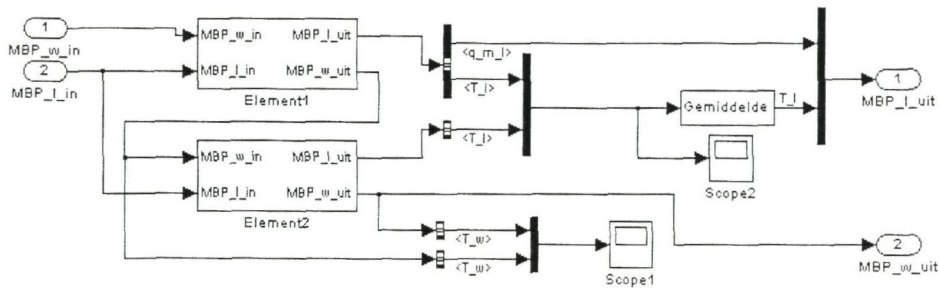 1
MBP_w_in
2
MBP_l_in
MBP_w_in
MBP_l_uit
MBP_l_in
MBP_w_uit
Element1
MBP_w_in
MBP_l_uit
MBP_l_in
MBP_w_uit
Element2
<q_m_l>
<T_l>
<T_l>
<T_w>
<T_w>
Gemiddelde
T_l
Scope2
Scope1
1
MBP_l_uit
2
MBP_w_uit